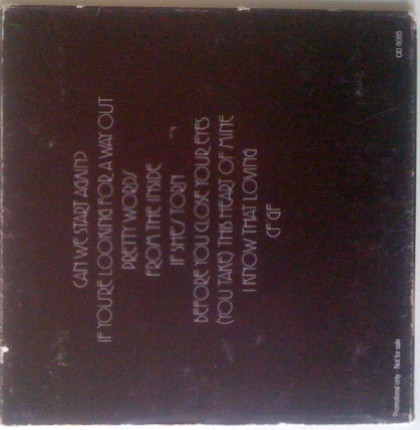 CAN WE START AGAIN?
IF YOU'RE LOOKING FOR A WAY OUT
PRETTY WORDS
FROM THE INSIDE
IF SHE'S TORN
BEFORE YOU CLOSE YOUR EYES
(YOU TAKE) THIS HEART OF MINE
I KNOW THAT LOVING
CF GF
Promotional only - Not for sale